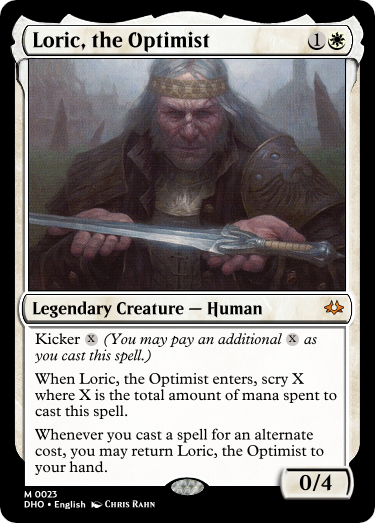 Loric, the Optimist 1
Legendary Creature — Human
Kicker X (You may pay an additional X as
you cast this spell.)
When Loric, the Optimist enters, scry X
where X is the total amount of mana spent to
cast this spell.
Whenever you cast a spell for an alternate
cost, you may return Loric, the Optimist to
your hand.
0/4
M 0023
DHO • English Chris Rahn